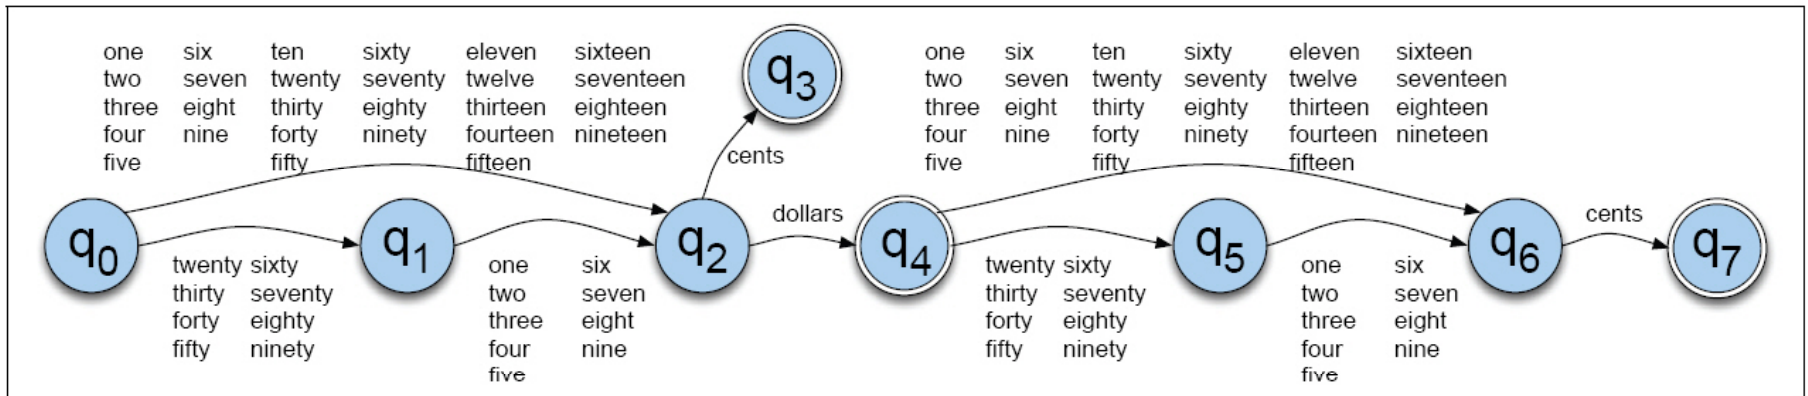 one six ten sixty eleven sixteen
two seven twenty seventy twelve seventeen
three eight thirty eighty thirteen eighteen
four nine forty ninety fourteen nineteen
five fifty fifteen
q3
cents
one six ten sixty eleven sixteen
two seven twenty seventy twelve seventeen
three eight thirty eighty thirteen eighteen
four nine forty ninety fourteen nineteen
five fifty fifteen
q0
q1
q2
dollars
q4
q5
q6
cents
q7
twenty sixty
thirty seventy
forty eighty
fifty ninety
one six
two seven
three eight
four nine
five
twenty sixty
thirty seventy
forty eighty
fifty ninety
one six
two seven
three eight
four nine
five